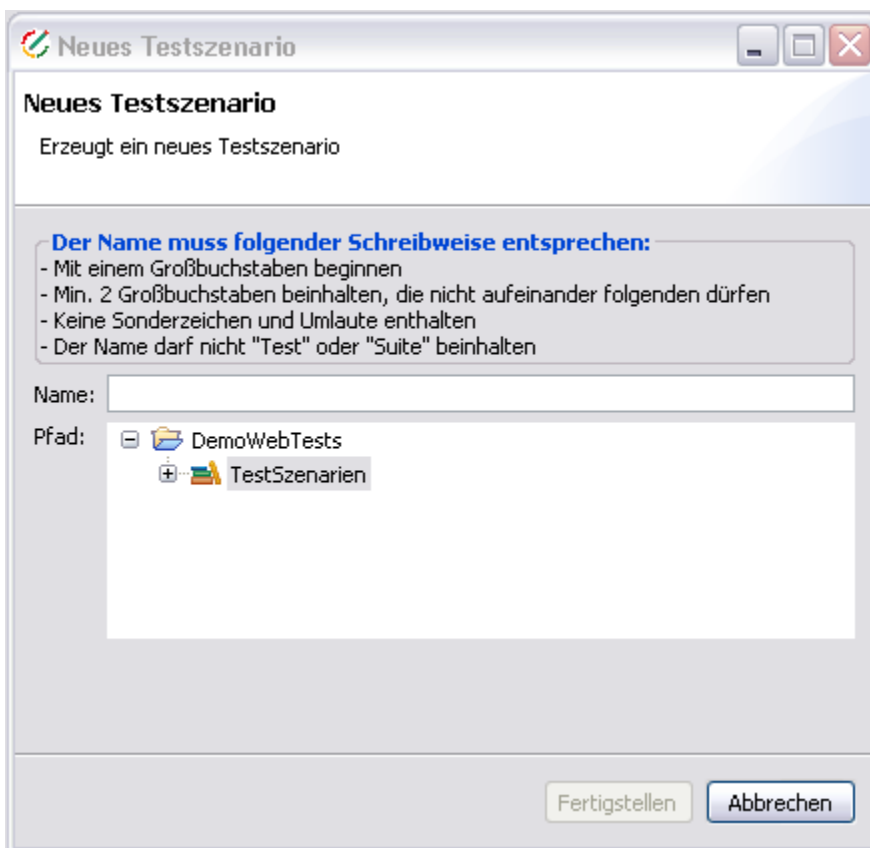 Neues Testszenario
Neues Testszenario
Erzeugt ein neues Testszenario
Der Name muss folgender Schreibweise entsprechen:
- Mit einem Großbuchstaben beginnen
- Min. 2 Großbuchstaben beinhalten, die nicht aufeinander folgenden dürfen
- Keine Sonderzeichen und Umlaute enthalten
- Der Name darf nicht "Test" oder "Suite" beinhalten
Name:
Pfad:
DemoWebTests
TestSzenarien
Fertigstellen
Abbrechen